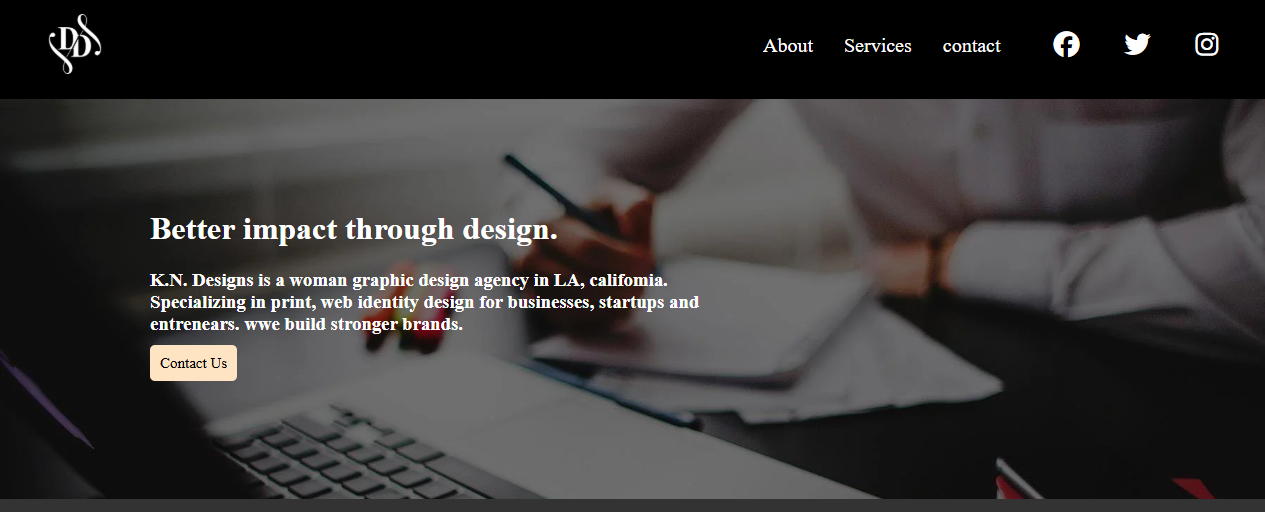 DD
About Services contact
Better impact through design.
K.N. Designs is a woman graphic design agency in LA, califomia.
Specializing in print, web identity design for businesses, startups and
entrenears. wwe build stronger brands.
Contact Us